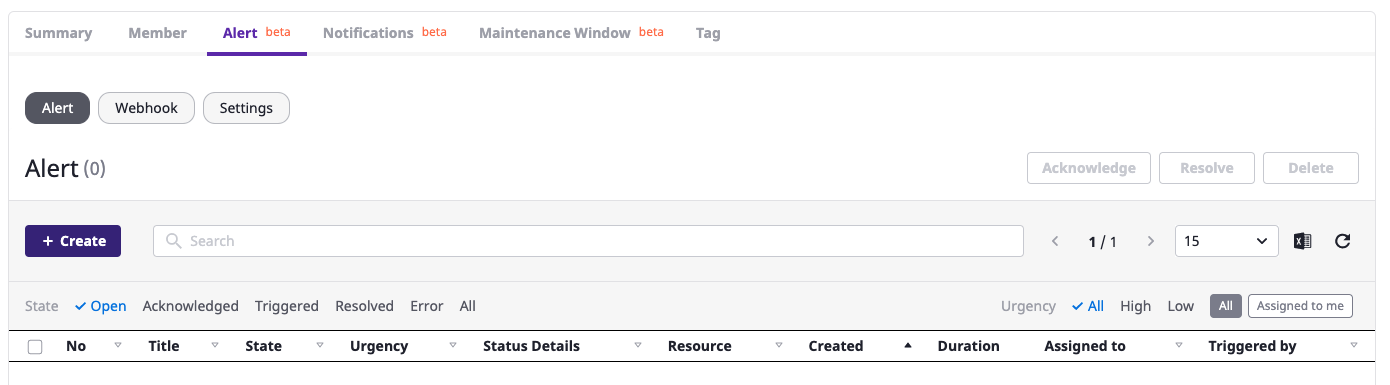 Summary Member Alert beta Notifications beta Maintenance Window beta Tag
Alert Webhook Settings
Alert (0) Acknowledge Resolve Delete
+ Create Search 1 / 1 15
State Open Acknowledged Triggered Resolved Error All Urgency All High Low All Assigned to me
No Title State Urgency Status Details Resource Created Duration Assigned to Triggered by